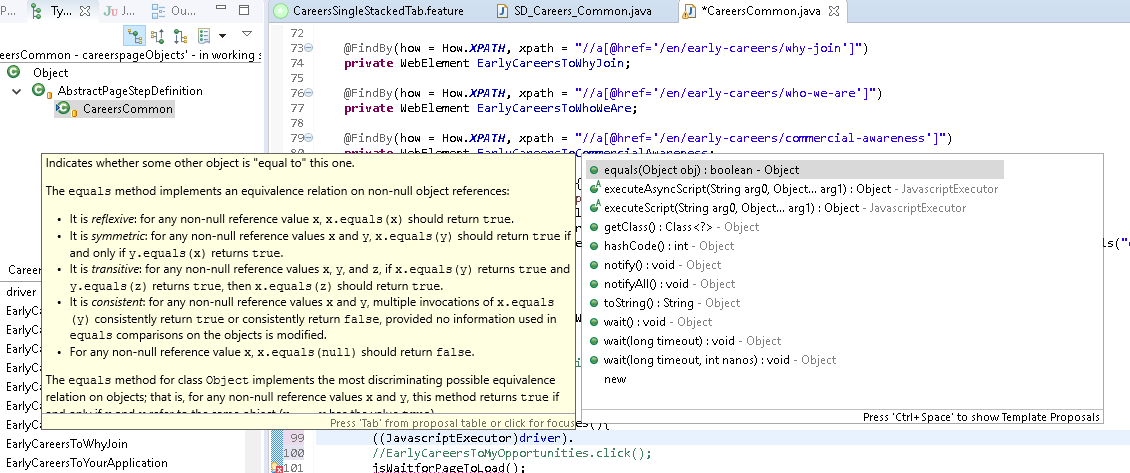 Ty...
Ju J...
Ou...
CareersSingleStackedTab.feature
SD_Careers_Common.java
*CareersCommon.java
eersCommon - careerspageObjects' - in working s
Object
AbstractPageStepDefinition
CareersCommon
72
73 @FindBy(how = How.XPATH, xpath = "//a[@href='/en/early-careers/why-join']")
74 private WebElement EarlyCareersToWhyJoin;
75
76 @FindBy(how = How.XPATH, xpath = "//a[@href='/en/early-careers/who-we-are']")
77 private WebElement EarlyCareersToWhoWeAre;
78
79 @FindBy(how = How.XPATH, xpath = "//a[@href='/en/early-careers/commercial-awareness']")
Indicates whether some other object is "equal to" this one.
The equals method implements an equivalence relation on non-null object references:
• It is reflexive: for any non-null reference value x, x.equals(x) should return true.
• It is symmetric: for any non-null reference values x and y, x.equals(y) should return true if
and only if y.equals(x) returns true.
• It is transitive: for any non-null reference values x, y, and z, if x.equals(y) returns true and
y.equals(z) returns true, then x.equals(z) should return true.
• It is consistent: for any non-null reference values x and y, multiple invocations of x.equals
(y) consistently return true or consistently return false, provided no information used in
equals comparisons on the objects is modified.
• For any non-null reference value x, x.equals(null) should return false.
The equals method for class Object implements the most discriminating possible equivalence
relation on objects; that is, for any non-null reference values x and y, this method returns true if
Press 'Tab' from proposal table or click for focus
equals(Object obj) : boolean - Object
executeAsyncScript(String arg0, Object... arg1) : Object - JavascriptExecutor
executeScript(String arg0, Object... arg1) : Object - JavascriptExecutor
getClass() : Class<?> - Object
hashCode() : int - Object
notify() : void - Object
notifyAll() : void - Object
toString() : String - Object
wait() : void - Object
wait(long timeout) : void - Object
wait(long timeout, int nanos) : void - Object
new
Press 'Ctrl+Space' to show Template Proposals
ls("
Careers
driver
EarlyCa
EarlyCa
EarlyCa
EarlyCa
EarlyCa
EarlyCa
EarlyCa
EarlyCareersToWhyJoin
EarlyCareersToYourApplication
es(){
99 ((JavascriptExecutor)driver).
100 //EarlyCareersToMyOpportunities.click();
101 isWaitforPageToLoad();